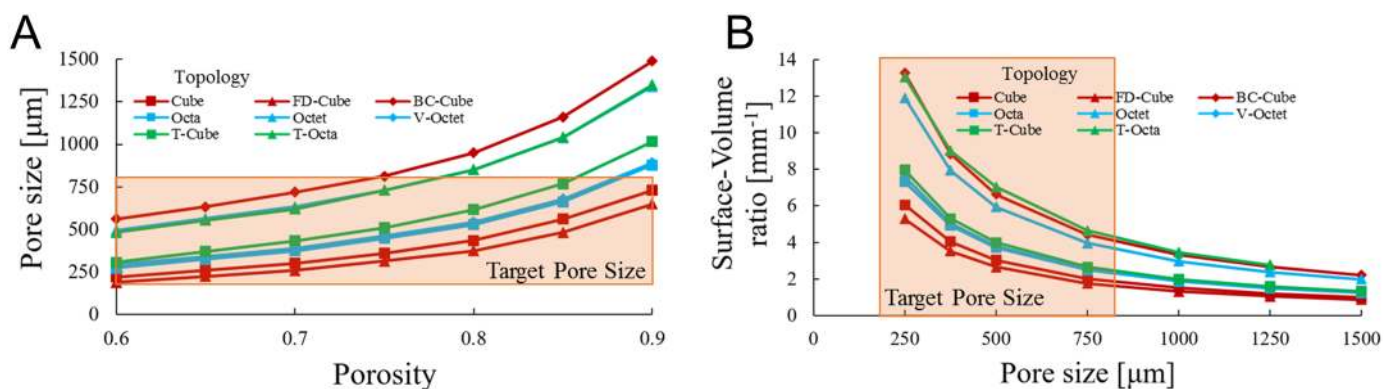 A
1500
1250
1000
750
500
250
0
Pore size [µm]
Topology
Cube FD-Cube BC-Cube
Octa Octet V-Octet
T-Cube T-Octa
Target Pore Size
0.6 0.7 0.8 0.9
Porosity
B
14
12
10
8
6
4
2
0
Surface-Volume
ratio [mm-1]
Topology
Cube FD-Cube BC-Cube
Octa Octet V-Octet
T-Cube T-Octa
Target Pore Size
0 250 500 750 1000 1250 1500
Pore size [µm]